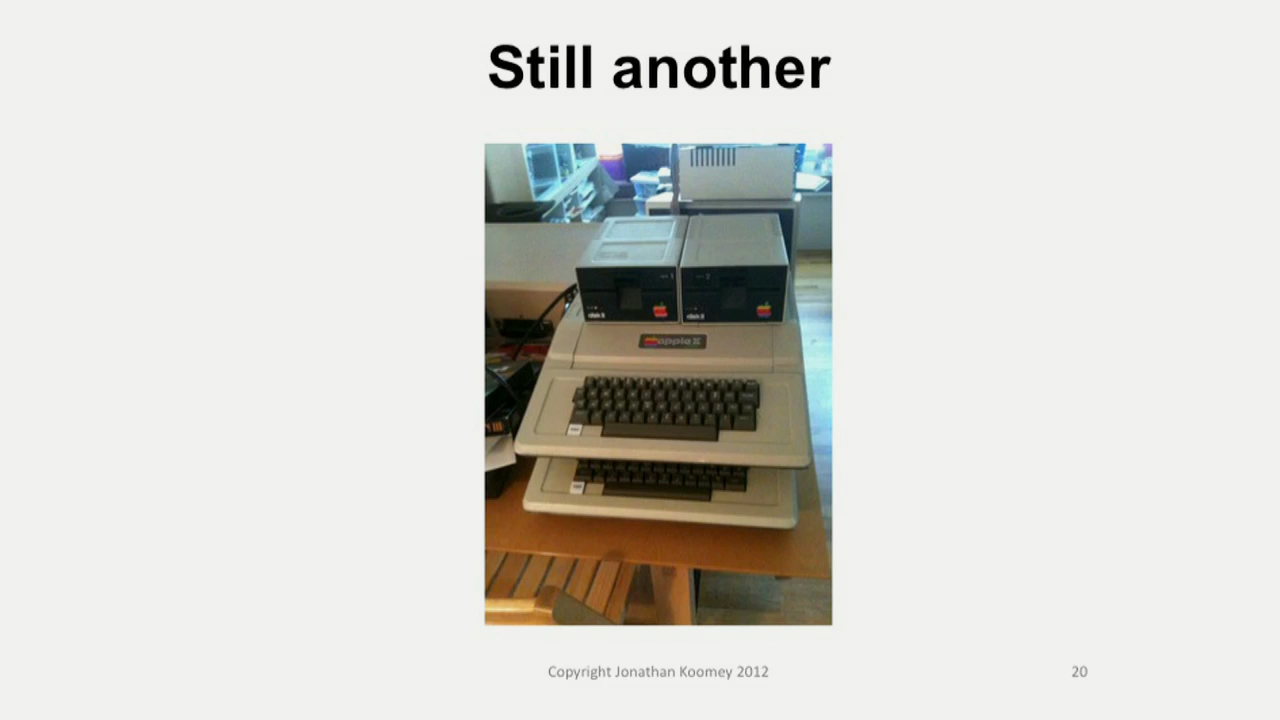 Still another
disk II
disk II
apple II
Copyright Jonathan Koomey 2012
20